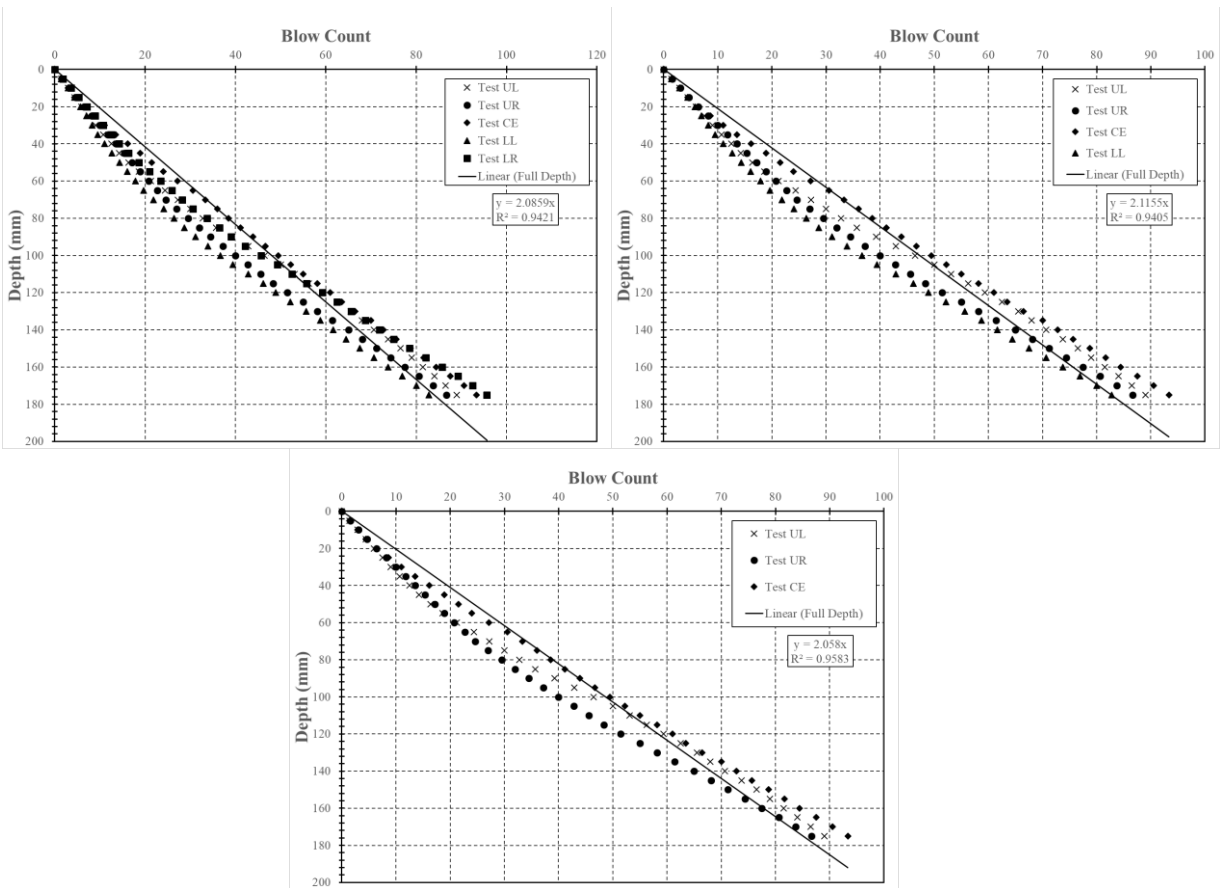 Blow Count
0 20 40 60 80 100 120
Depth (mm)
0
20
40
60
80
100
120
140
160
180
200
Test UL
Test UR
Test CE
Test LL
Test LR
Linear (Full Depth)
y = 2.0859x
R² = 0.9421
Blow Count
0 10 20 30 40 50 60 70 80 90 100
Depth (mm)
0
20
40
60
80
100
120
140
160
180
200
Test UL
Test UR
Test CE
Test LL
Linear (Full Depth)
y = 2.1155x
R² = 0.9405
Blow Count
0 10 20 30 40 50 60 70 80 90 100
Depth (mm)
0
20
40
60
80
100
120
140
160
180
200
Test UL
Test UR
Test CE
Linear (Full Depth)
y = 2.058x
R² = 0.9583